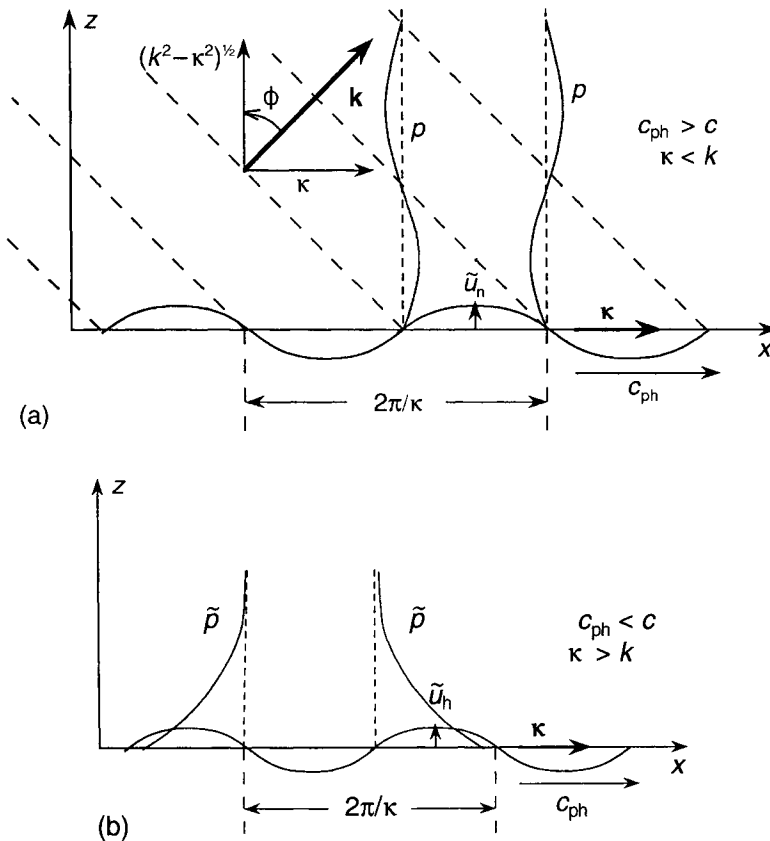 z
(k²−κ²)^½
ϕ
k
κ
p
p
c_ph > c
κ < k
ũ_n
κ
x
c_ph
2π/κ
(a)
z
p̃
p̃
c_ph < c
κ > k
ũ_h
κ
x
c_ph
2π/κ
(b)